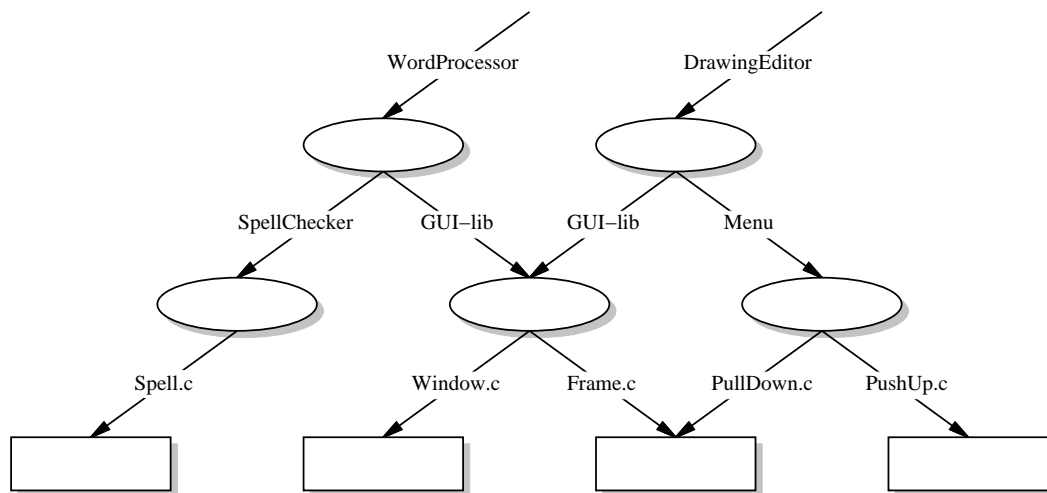 WordProcessor
DrawingEditor
SpellChecker
GUI−lib
GUI−lib
Menu
Spell.c
Window.c
Frame.c
PullDown.c
PushUp.c